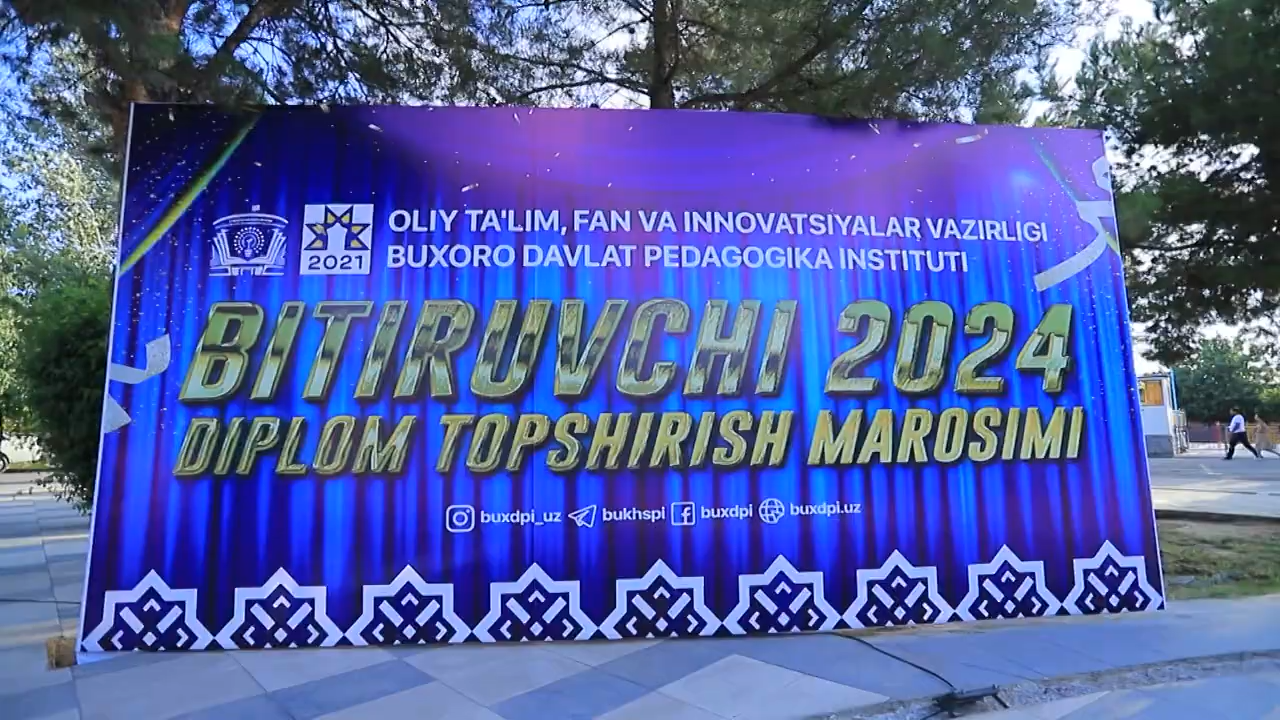 OLIY TA'LIM, FAN VA INNOVATSIYALAR VAZIRLIGI
2021
BUXORO DAVLAT PEDAGOGIKA INSTITUTI
BITIRUVCHI 2024
DIPLOM TOPSHIRISH MAROSIMI
buxdpi_uz bukhspi buxdpi buxdpi.uz